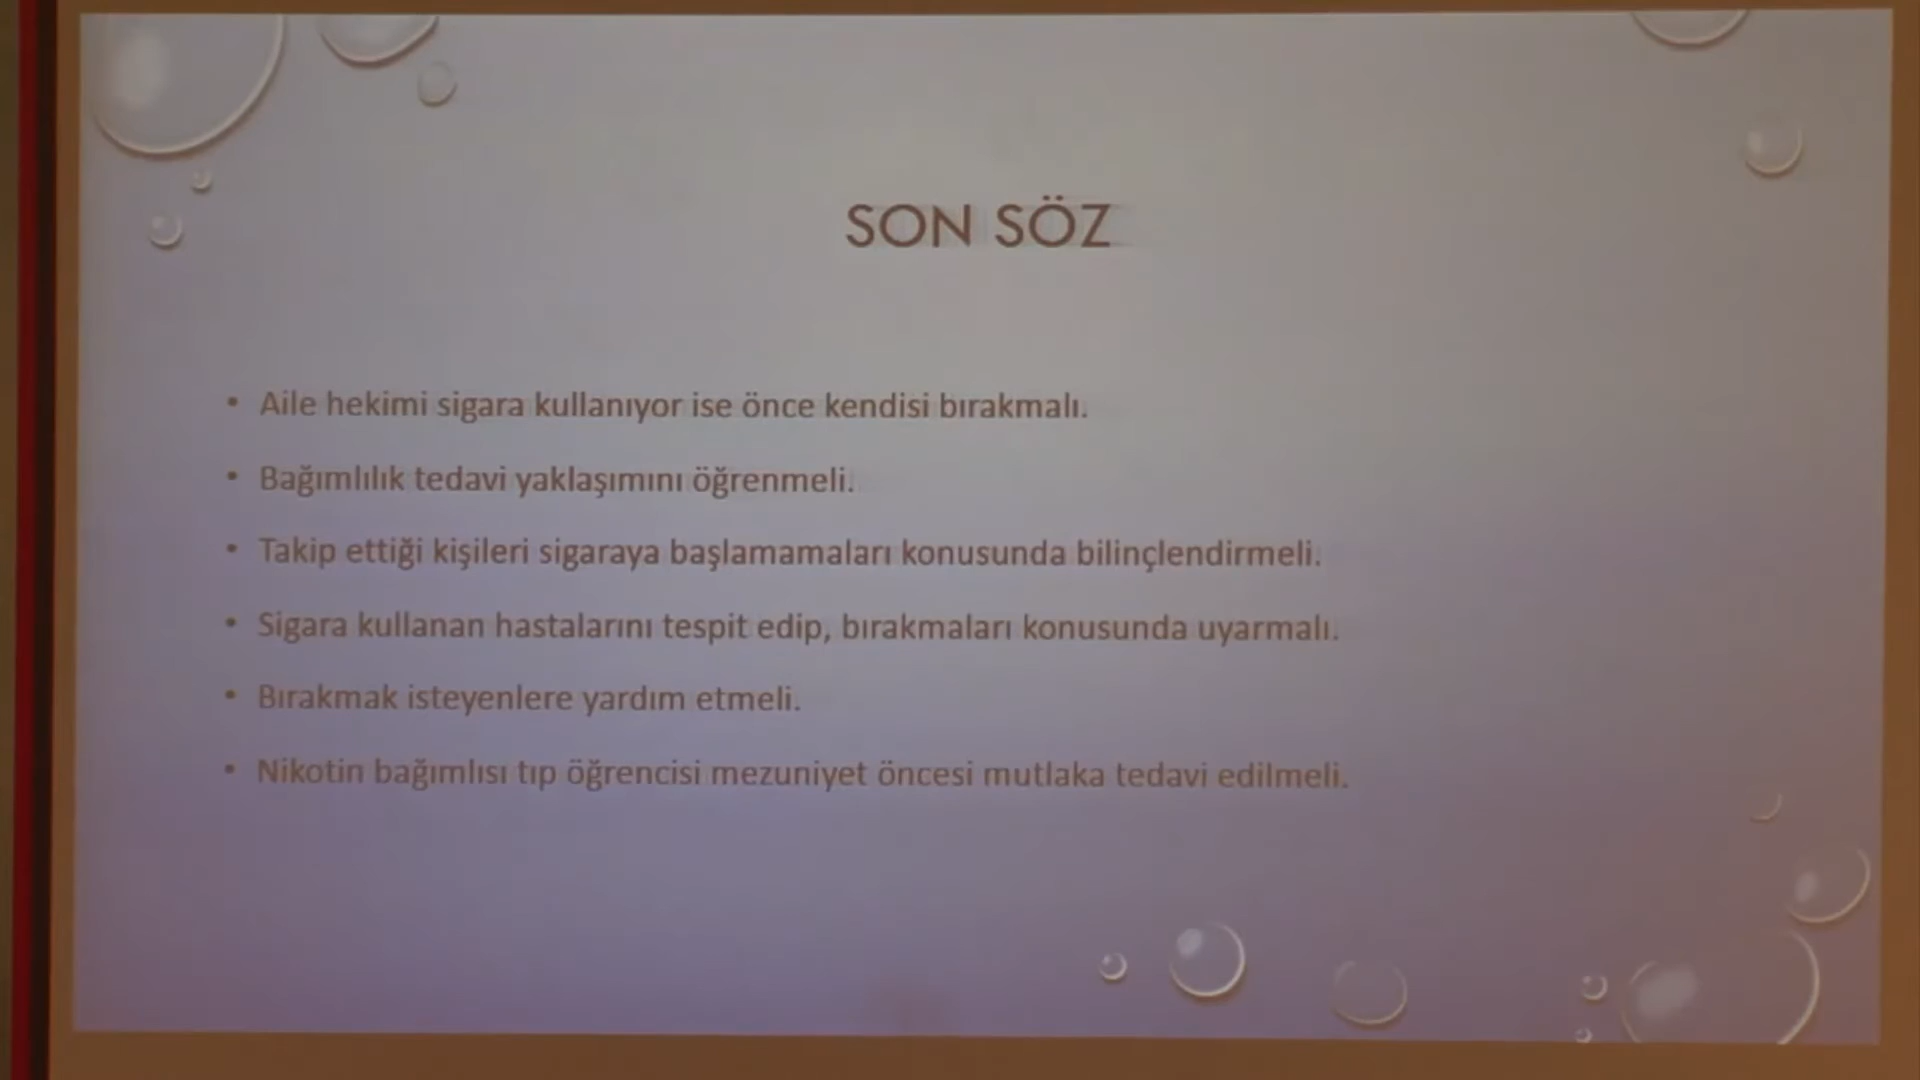 SON SÖZ
• Aile hekimi sigara kullanıyor ise önce kendisi bırakmalı.
• Bağımlılık tedavi yaklaşımını öğrenmeli.
• Takip ettiği kişileri sigaraya başlamamaları konusunda bilinçlendirmeli.
• Sigara kullanan hastalarını tespit edip, bırakmaları konusunda uyarmalı.
• Bırakmak isteyenlere yardım etmeli.
• Nikotin bağımlısı tıp öğrencisi mezuniyet öncesi mutlaka tedavi edilmeli.